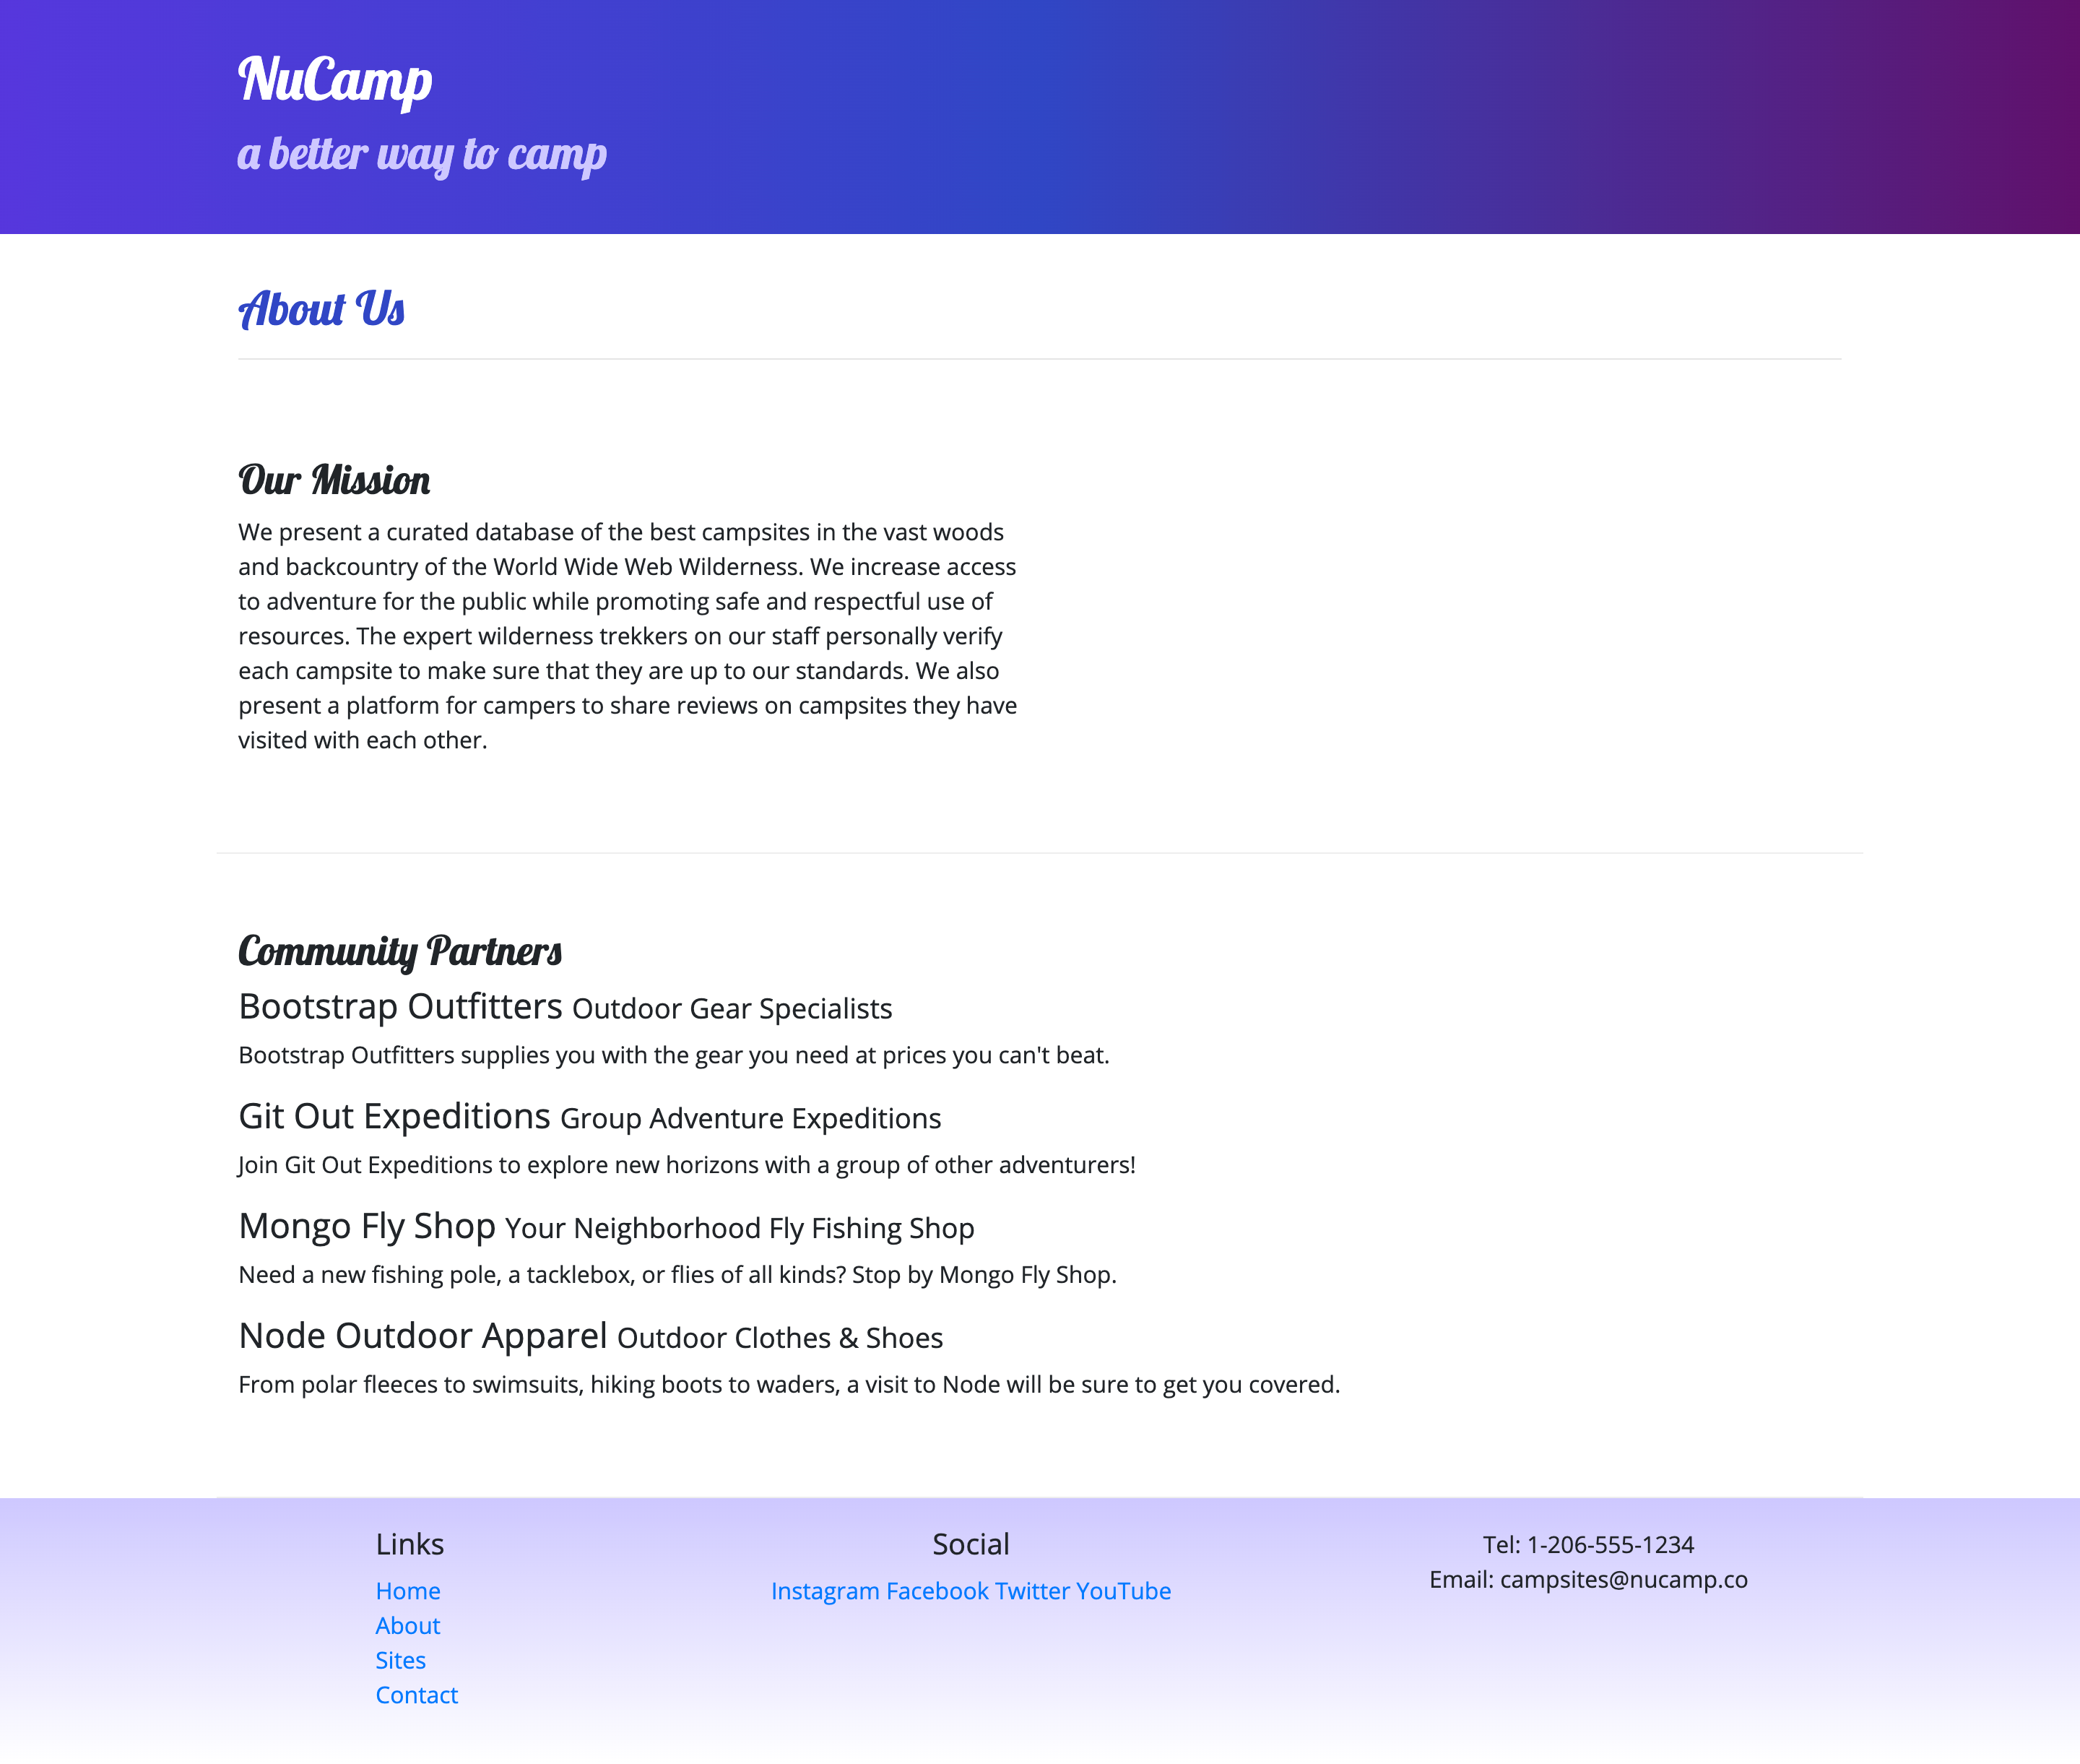 NuCamp
a better way to camp
About Us
Our Mission
We present a curated database of the best campsites in the vast woods
and backcountry of the World Wide Web Wilderness. We increase access
to adventure for the public while promoting safe and respectful use of
resources. The expert wilderness trekkers on our staff personally verify
each campsite to make sure that they are up to our standards. We also
present a platform for campers to share reviews on campsites they have
visited with each other.
Community Partners
Bootstrap Outfitters Outdoor Gear Specialists
Bootstrap Outfitters supplies you with the gear you need at prices you can't beat.
Git Out Expeditions Group Adventure Expeditions
Join Git Out Expeditions to explore new horizons with a group of other adventurers!
Mongo Fly Shop Your Neighborhood Fly Fishing Shop
Need a new fishing pole, a tacklebox, or flies of all kinds? Stop by Mongo Fly Shop.
Node Outdoor Apparel Outdoor Clothes & Shoes
From polar fleeces to swimsuits, hiking boots to waders, a visit to Node will be sure to get you covered.
Links
Home
About
Sites
Contact
Social
Instagram Facebook Twitter YouTube
Tel: 1-206-555-1234
Email: campsites@nucamp.co